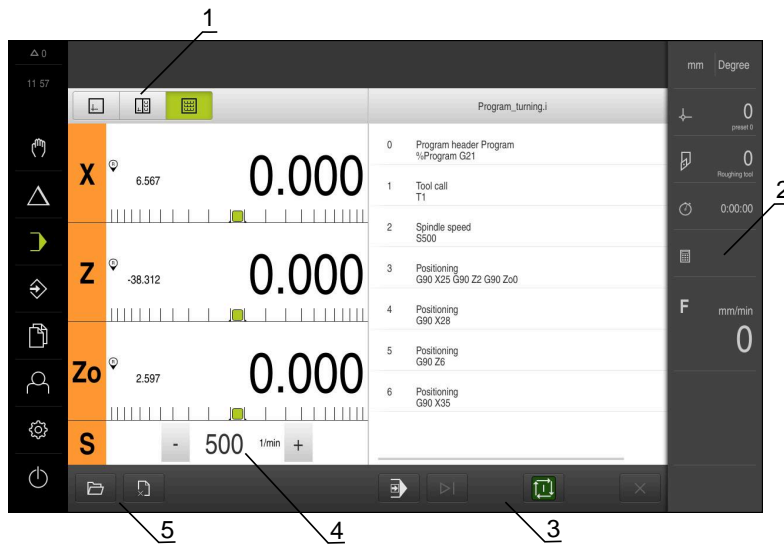 1
△ 0
11 57
mm Degree
Program_turning.i
0
preset 0
0
Roughing tool
2
0:00:00
F mm/min
0
X R 6.567 0.000
Z R -38.312 0.000
Zo R 2.597 0.000
S - 500 1/min +
0 Program header Program
%Program G21
1 Tool call
T1
2 Spindle speed
S500
3 Positioning
G90 X25 G90 Z2 G90 Zo0
4 Positioning
G90 X28
5 Positioning
G90 Z6
6 Positioning
G90 X35
5
4
3